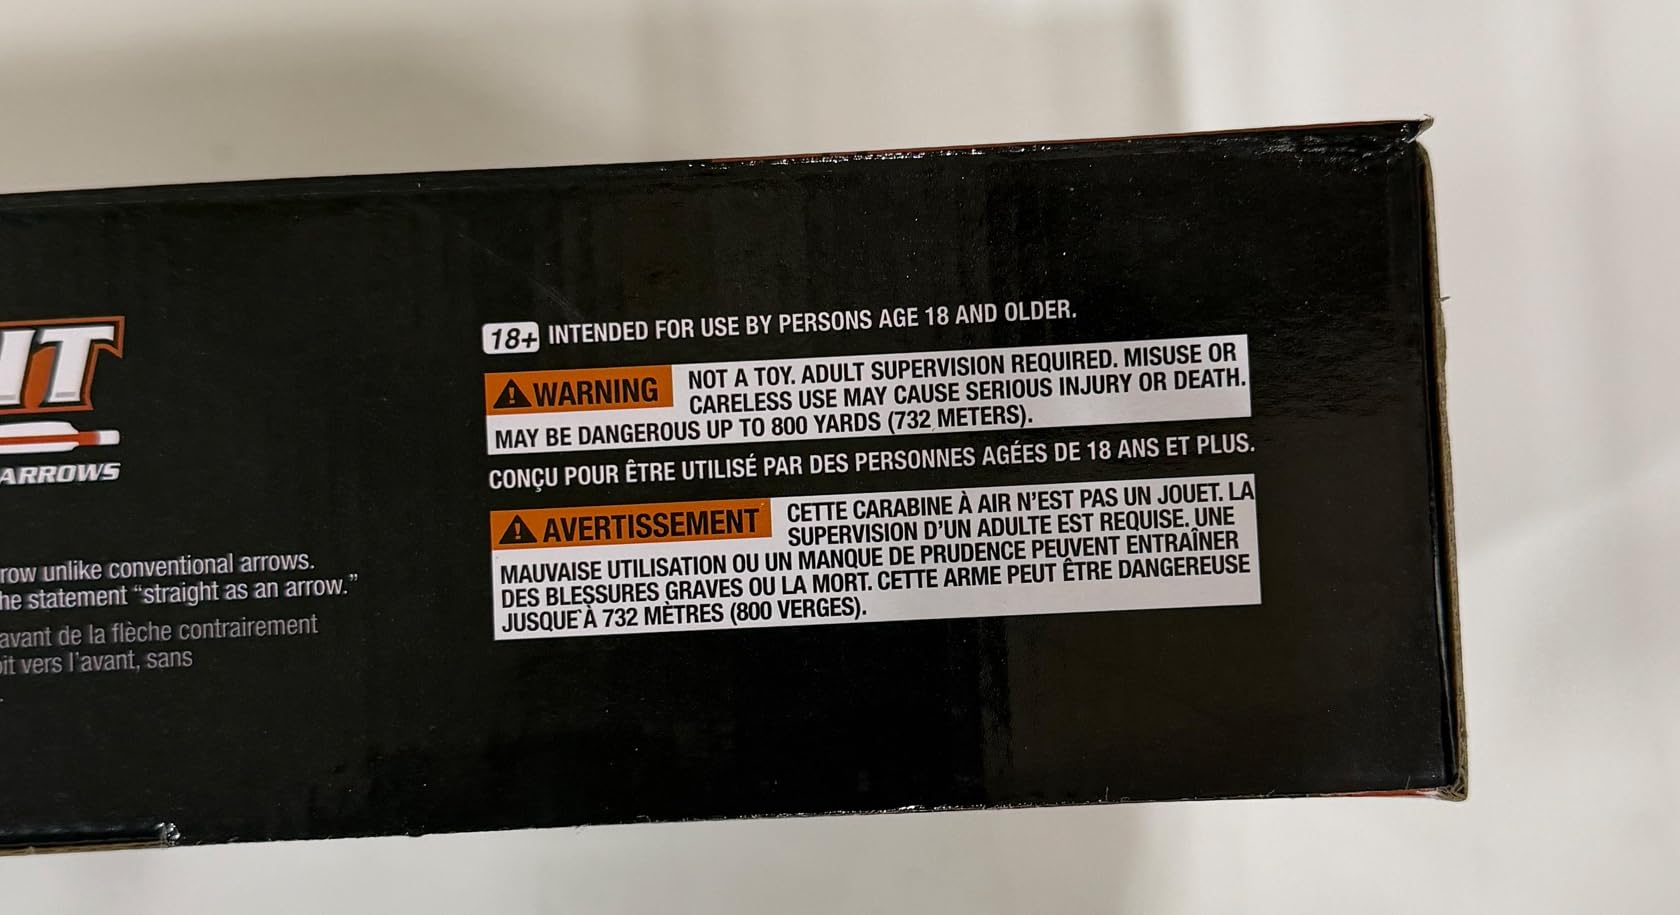 IT
ARROWS
row unlike conventional arrows.
he statement “straight as an arrow.”
avant de la flèche contrairement
oit vers l’avant, sans
18+ INTENDED FOR USE BY PERSONS AGE 18 AND OLDER.
WARNING NOT A TOY. ADULT SUPERVISION REQUIRED. MISUSE OR
CARELESS USE MAY CAUSE SERIOUS INJURY OR DEATH.
MAY BE DANGEROUS UP TO 800 YARDS (732 METERS).
CONÇU POUR ÊTRE UTILISÉ PAR DES PERSONNES AGÉES DE 18 ANS ET PLUS.
AVERTISSEMENT CETTE CARABINE À AIR N’EST PAS UN JOUET. LA
SUPERVISION D’UN ADULTE EST REQUISE. UNE
MAUVAISE UTILISATION OU UN MANQUE DE PRUDENCE PEUVENT ENTRAÎNER
DES BLESSURES GRAVES OU LA MORT. CETTE ARME PEUT ÊTRE DANGEREUSE
JUSQUE'À 732 MÈTRES (800 VERGES).